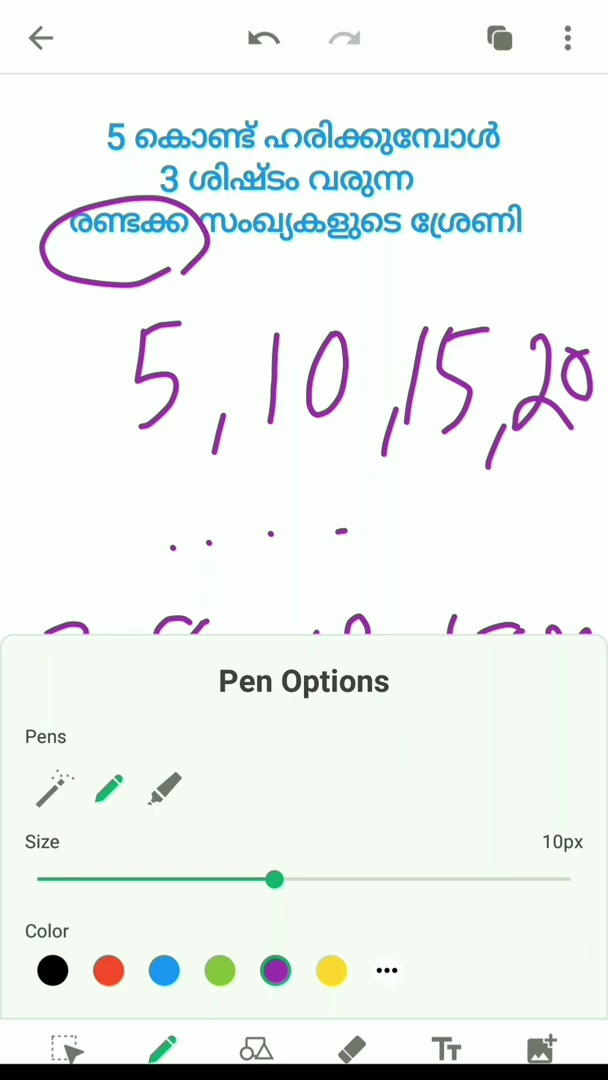 5 കൊണ്ട് ഹരിക്കുമ്പോൾ
3 ശിഷ്ടം വരുന്ന
രണ്ടക്ക സംഖ്യകളുടെ ശ്രേണി
5, 10, 15, 20
. . . .
Pen Options
Pens
Size 10px
Color